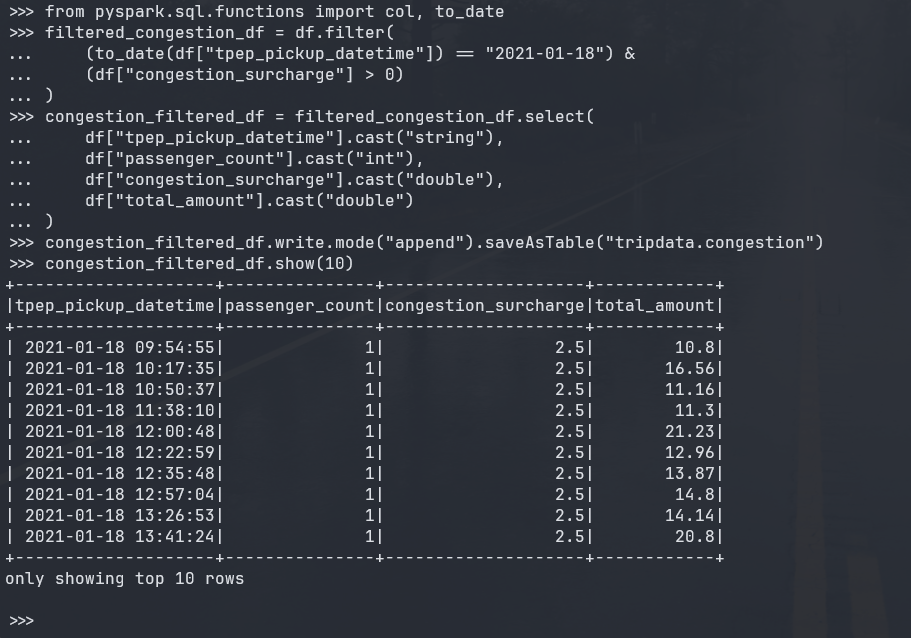 >>> from pyspark.sql.functions import col, to_date
>>> filtered_congestion_df = df.filter(
...     (to_date(df["tpep_pickup_datetime"]) == "2021-01-18") &
...     (df["congestion_surcharge"] > 0)
... )
>>> congestion_filtered_df = filtered_congestion_df.select(
...     df["tpep_pickup_datetime"].cast("string"),
...     df["passenger_count"].cast("int"),
...     df["congestion_surcharge"].cast("double"),
...     df["total_amount"].cast("double")
... )
>>> congestion_filtered_df.write.mode("append").saveAsTable("tripdata.congestion")
>>> congestion_filtered_df.show(10)
+--------------------+---------------+--------------------+------------+
|tpep_pickup_datetime|passenger_count|congestion_surcharge|total_amount|
+--------------------+---------------+--------------------+------------+
| 2021-01-18 09:54:55|              1|                 2.5|        10.8|
| 2021-01-18 10:17:35|              1|                 2.5|       16.56|
| 2021-01-18 10:50:37|              1|                 2.5|       11.16|
| 2021-01-18 11:38:10|              1|                 2.5|        11.3|
| 2021-01-18 12:00:48|              1|                 2.5|       21.23|
| 2021-01-18 12:22:59|              1|                 2.5|       12.96|
| 2021-01-18 12:35:48|              1|                 2.5|       13.87|
| 2021-01-18 12:57:04|              1|                 2.5|        14.8|
| 2021-01-18 13:26:53|              1|                 2.5|       14.14|
| 2021-01-18 13:41:24|              1|                 2.5|        20.8|
+--------------------+---------------+--------------------+------------+
only showing top 10 rows
>>>